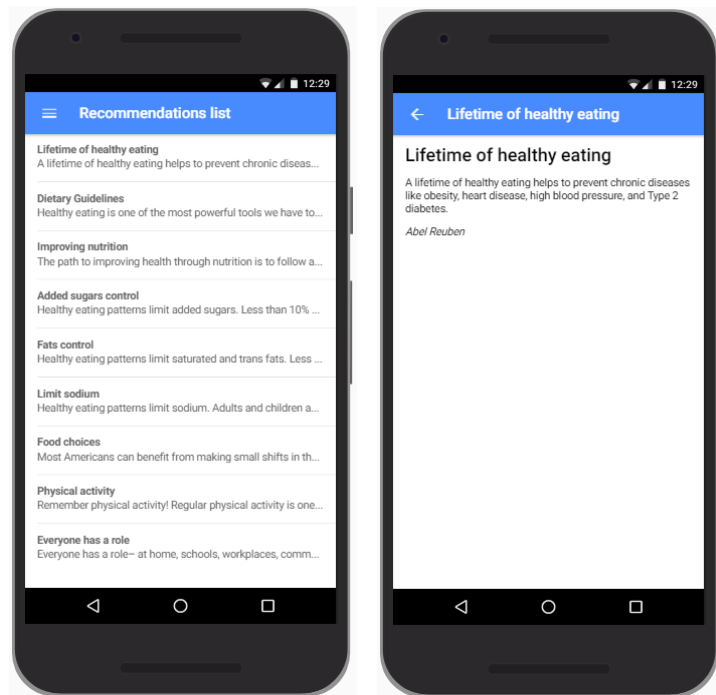 12:29
Recommendations list
Lifetime of healthy eating
A lifetime of healthy eating helps to prevent chronic diseas...
Dietary Guidelines
Healthy eating is one of the most powerful tools we have to...
Improving nutrition
The path to improving health through nutrition is to follow a...
Added sugars control
Healthy eating patterns limit added sugars. Less than 10% ...
Fats control
Healthy eating patterns limit saturated and trans fats. Less ...
Limit sodium
Healthy eating patterns limit sodium. Adults and children a...
Food choices
Most Americans can benefit from making small shifts in th...
Physical activity
Remember physical activity! Regular physical activity is one...
Everyone has a role
Everyone has a role– at home, schools, workplaces, comm...
12:29
Lifetime of healthy eating
Lifetime of healthy eating
A lifetime of healthy eating helps to prevent chronic diseases
like obesity, heart disease, high blood pressure, and Type 2
diabetes.
Abel Reuben